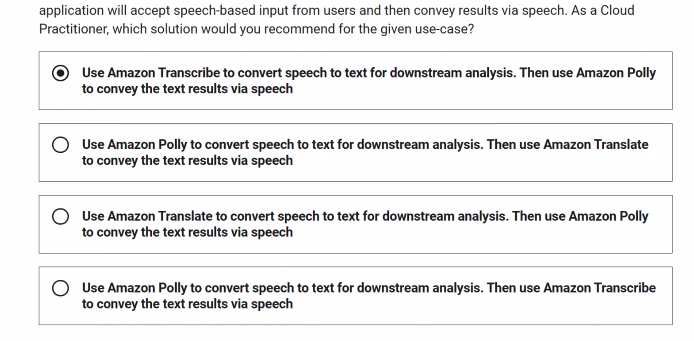 application will accept speech-based input from users and then convey results via speech. As a Cloud
Practitioner, which solution would you recommend for the given use-case?
Use Amazon Transcribe to convert speech to text for downstream analysis. Then use Amazon Polly
to convey the text results via speech
Use Amazon Polly to convert speech to text for downstream analysis. Then use Amazon Translate
to convey the text results via speech
Use Amazon Translate to convert speech to text for downstream analysis. Then use Amazon Polly
to convey the text results via speech
Use Amazon Polly to convert speech to text for downstream analysis. Then use Amazon Transcribe
to convey the text results via speech